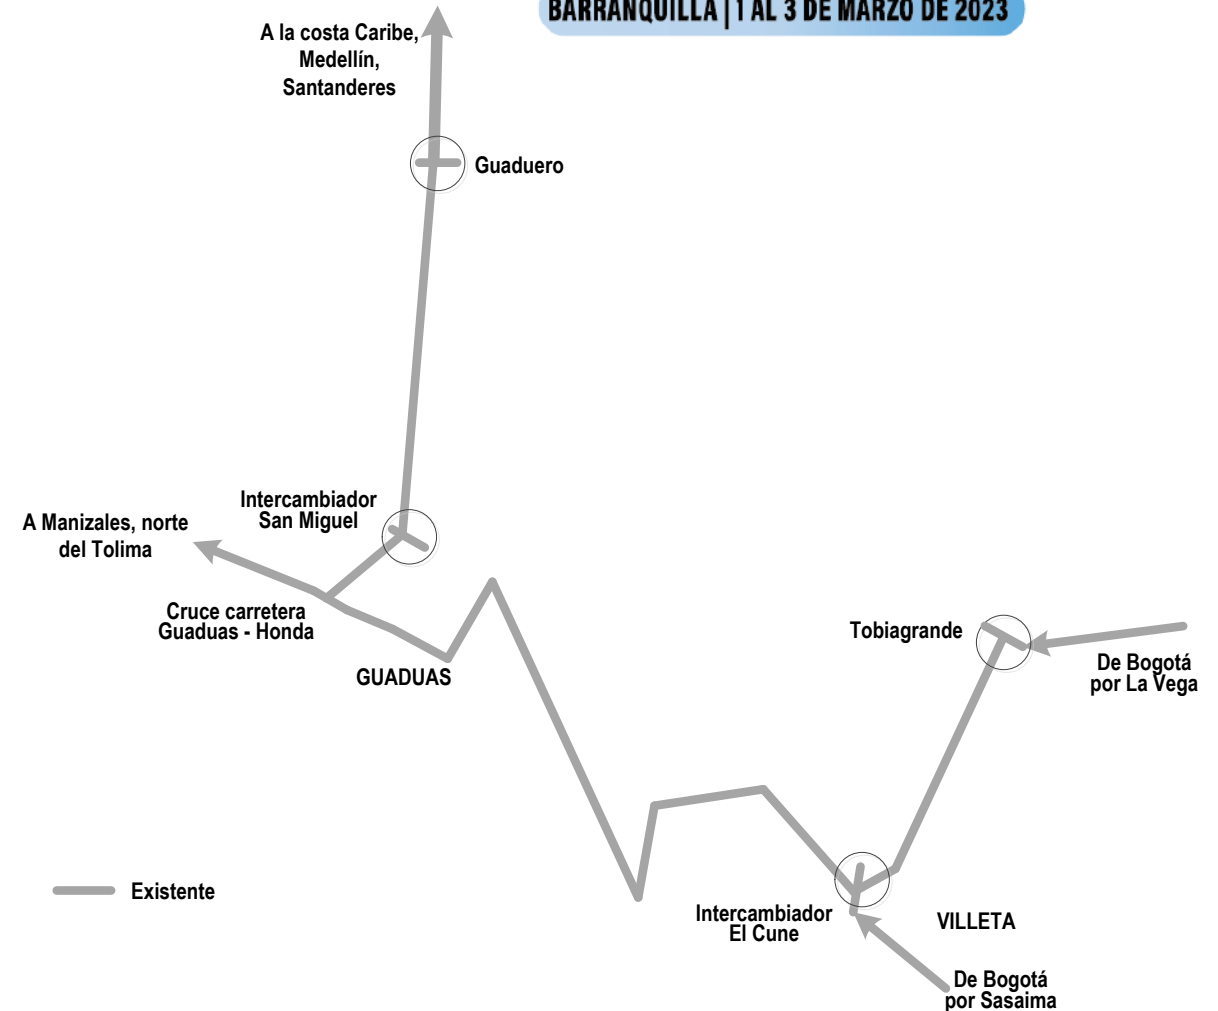 BARRANQUILLA | 1 AL 3 DE MARZO DE 2023
A la costa Caribe,
Medellín,
Santanderes
Guaduero
Intercambiador
San Miguel
A Manizales, norte
del Tolima
Cruce carretera
Guaduas - Honda
GUADUAS
Tobiagrande
De Bogotá
por La Vega
Existente
Intercambiador
El Cune
VILLETA
De Bogotá
por Sasaima